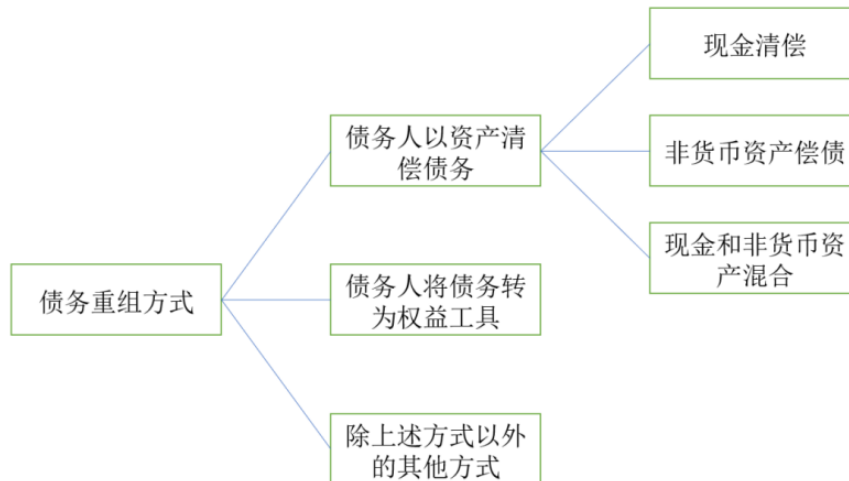 现金清偿
债务人以资产清
偿债务
非货币资产偿债
现金和非货币资
产混合
债务重组方式
债务人将债务转
为权益工具
除上述方式以外
的其他方式